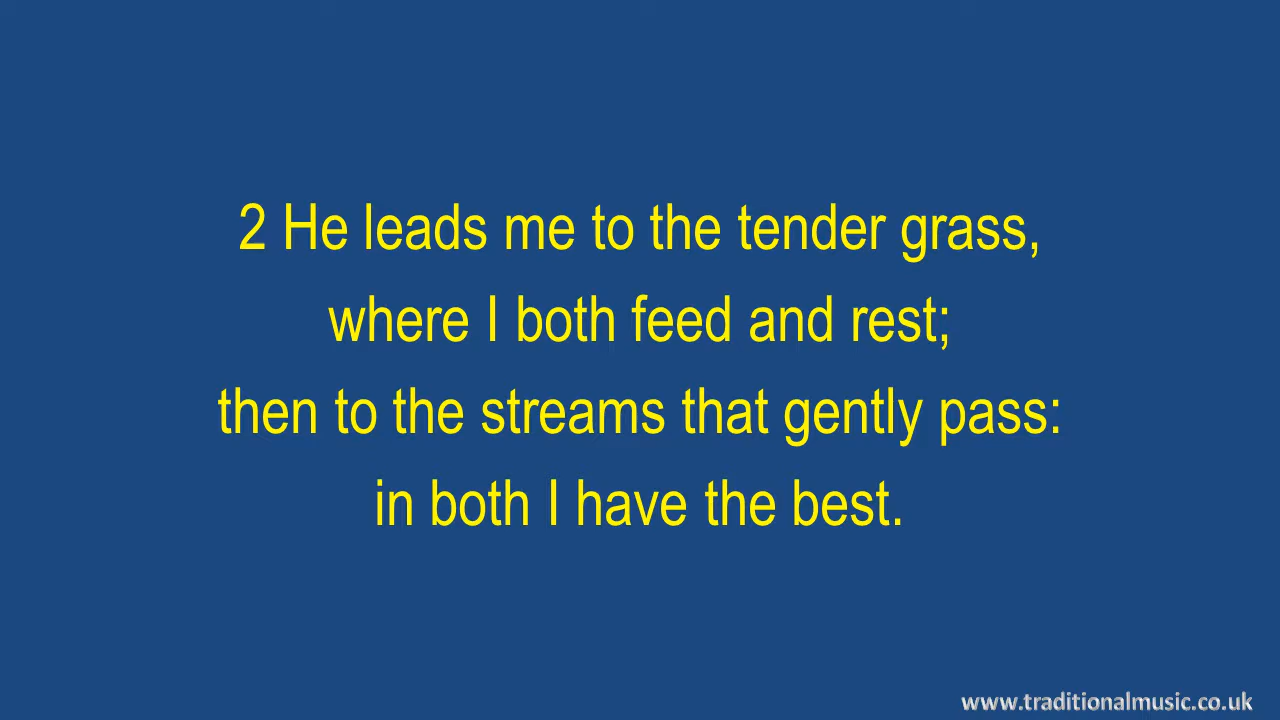 2 He leads me to the tender grass,
where I both feed and rest;
then to the streams that gently pass:
in both I have the best.
www.traditionalmusic.co.uk